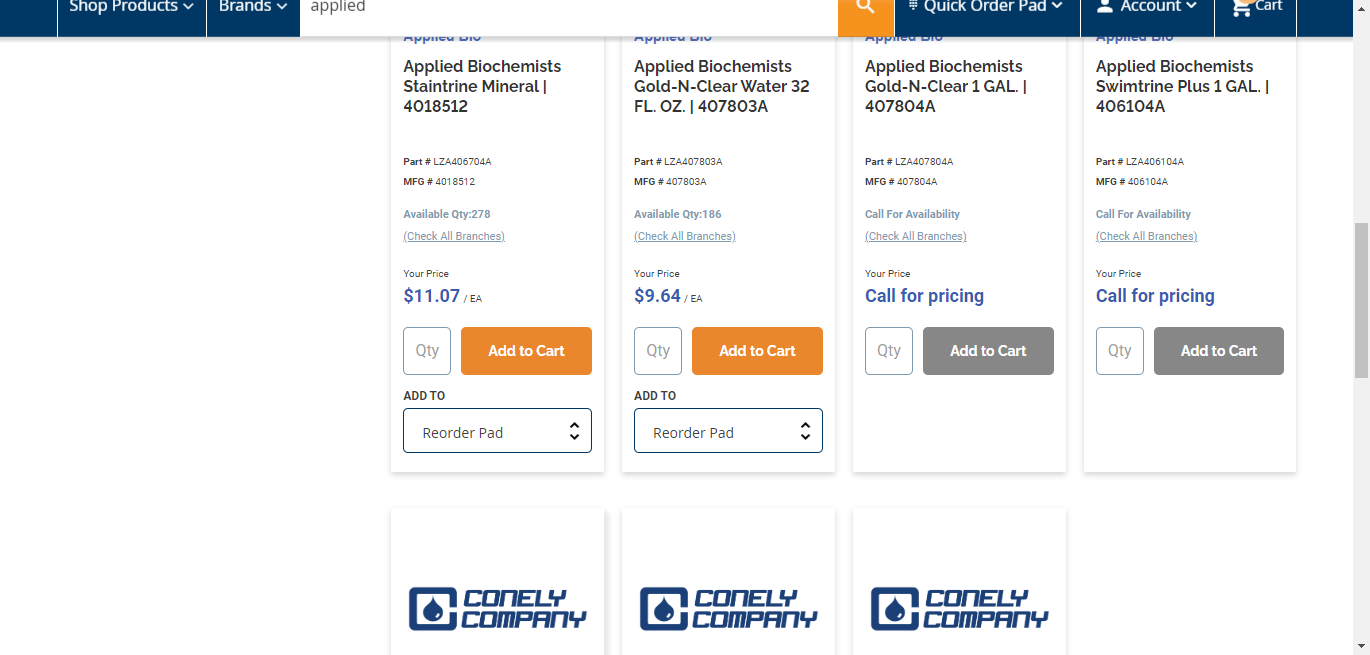 Shop Products
Brands
applied
Quick Order Pad
Account
Cart
Applied Bio
Applied Biochemists
Staintrine Mineral |
4018512
Part # LZA406704A
MFG # 4018512
Available Qty:278
(Check All Branches)
Your Price
$11.07 / EA
Qty
Add to Cart
ADD TO
Reorder Pad
Applied Bio
Applied Biochemists
Gold-N-Clear Water 32
FL. OZ. | 407803A
Part # LZA407803A
MFG # 407803A
Available Qty:186
(Check All Branches)
Your Price
$9.64 / EA
Qty
Add to Cart
ADD TO
Reorder Pad
Applied Bio
Applied Biochemists
Gold-N-Clear 1 GAL. |
407804A
Part # LZA407804A
MFG # 407804A
Call For Availability
(Check All Branches)
Your Price
Call for pricing
Qty
Add to Cart
Applied Bio
Applied Biochemists
Swimtrine Plus 1 GAL. |
406104A
Part # LZA406104A
MFG # 406104A
Call For Availability
(Check All Branches)
Your Price
Call for pricing
Qty
Add to Cart
CONELY
COMPANY
CONELY
COMPANY
CONELY
COMPANY